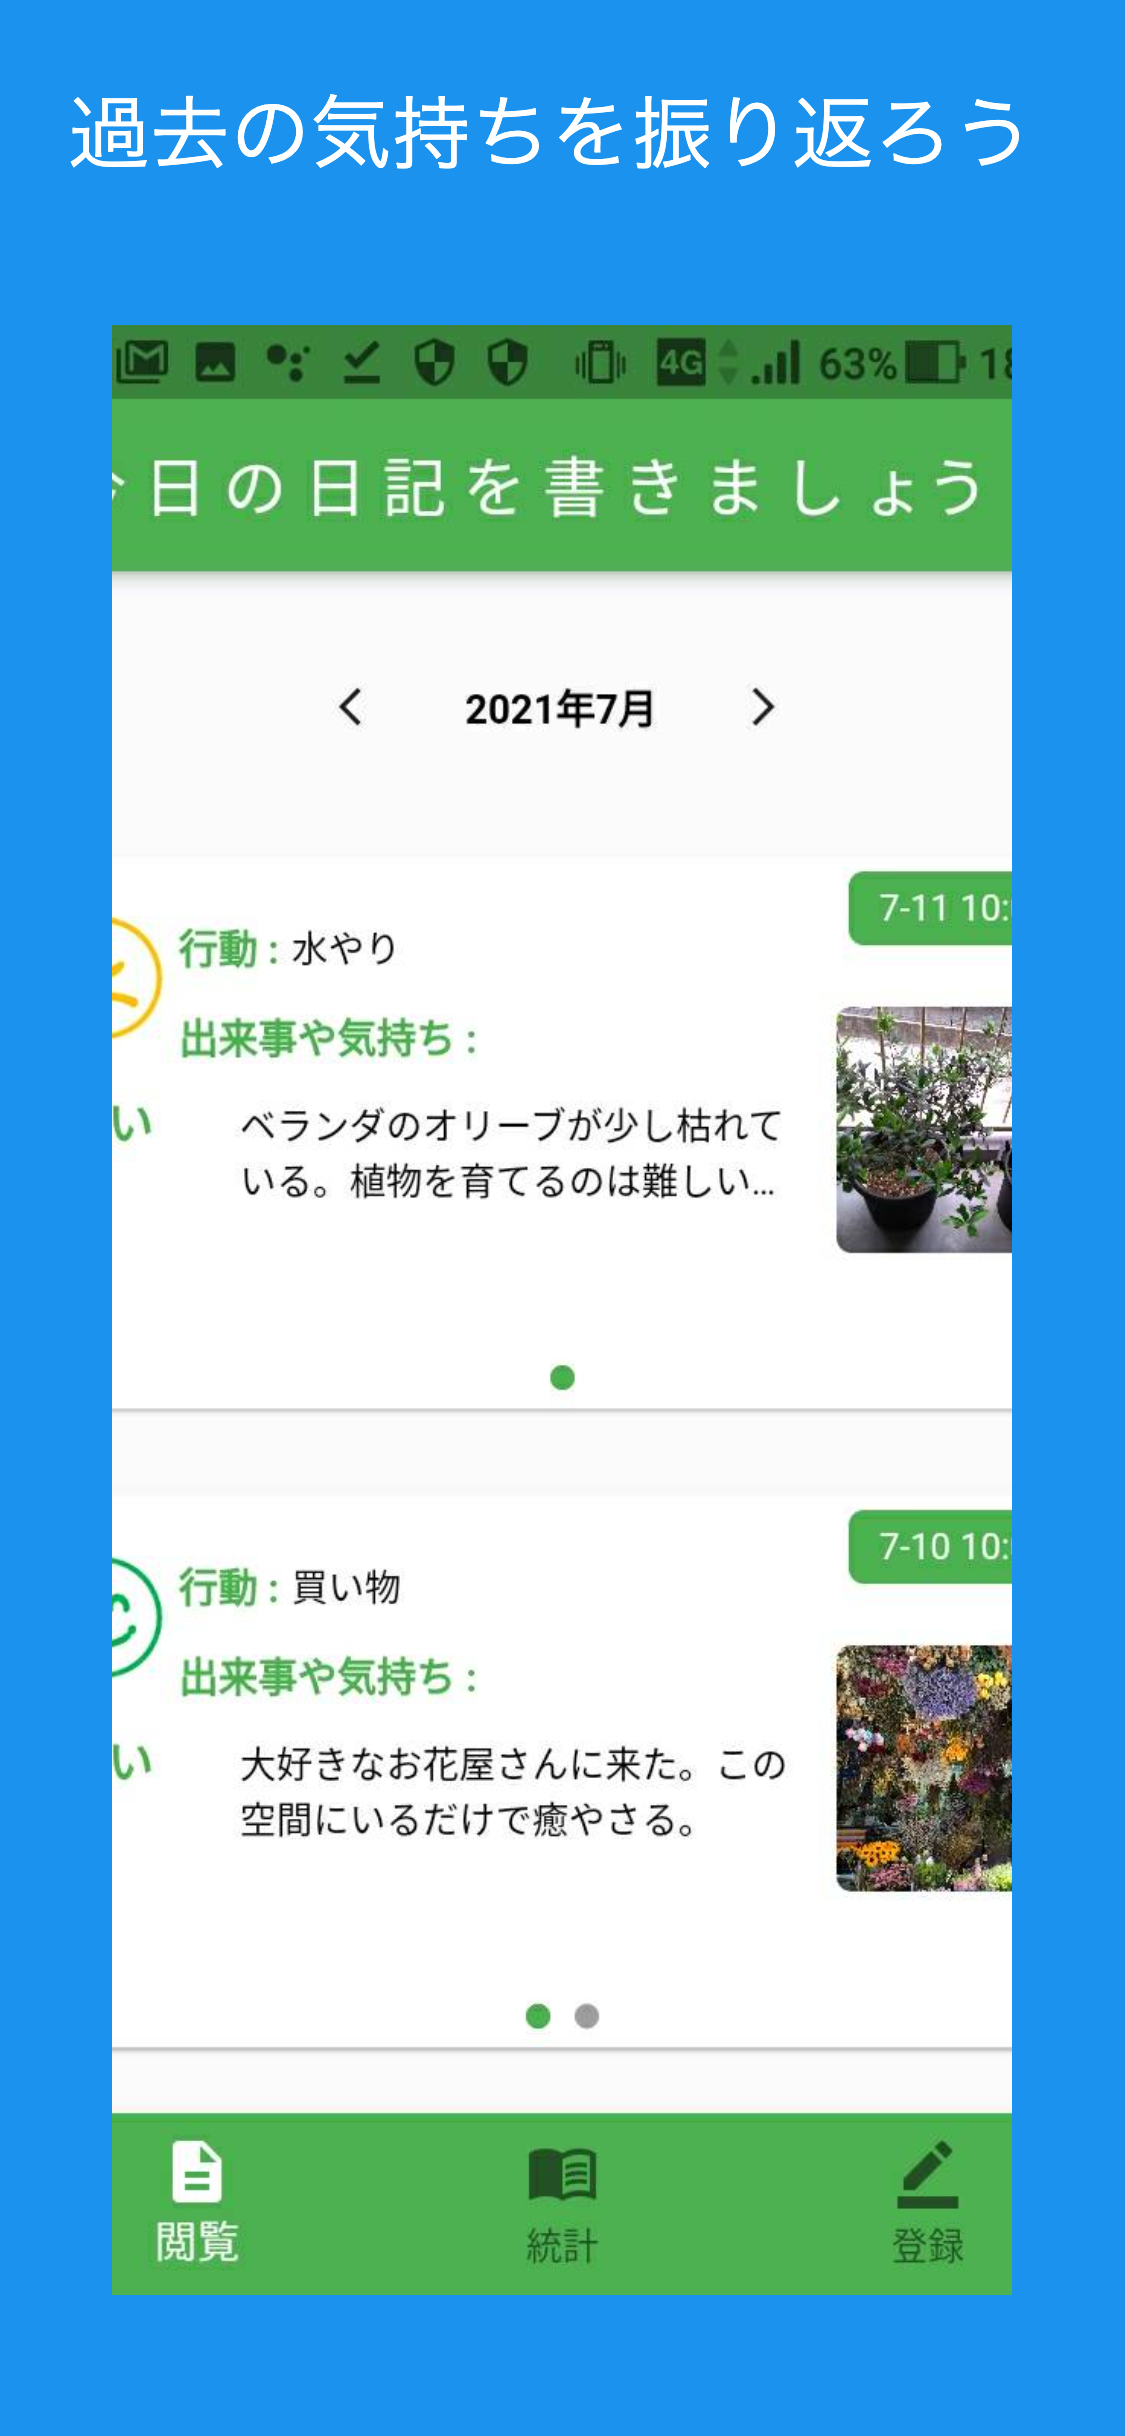 過去の気持ちを振り返ろう
4G 63% 18
今日の日記を書きましょう
2021年7月
7-11 10:
行動 : 水やり
出来事や気持ち :
い
ベランダのオリーブが少し枯れて
いる。植物を育てるのは難しい...
7-10 10:
行動 : 買い物
出来事や気持ち :
い
大好きなお花屋さんに来た。この
空間にいるだけで癒やさる。
閲覧
統計
登録